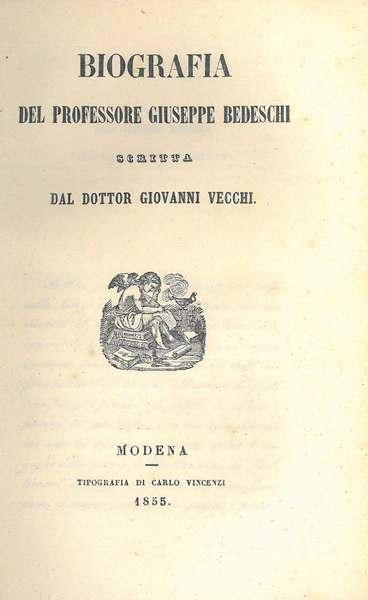 BIOGRAFIA
DEL PROFESSORE GIUSEPPE BEDESCHI
SCRITTA
DAL DOTTOR GIOVANNI VECCHI.
MODENA
TIPOGRAFIA DI CARLO VINCENZI
1855.